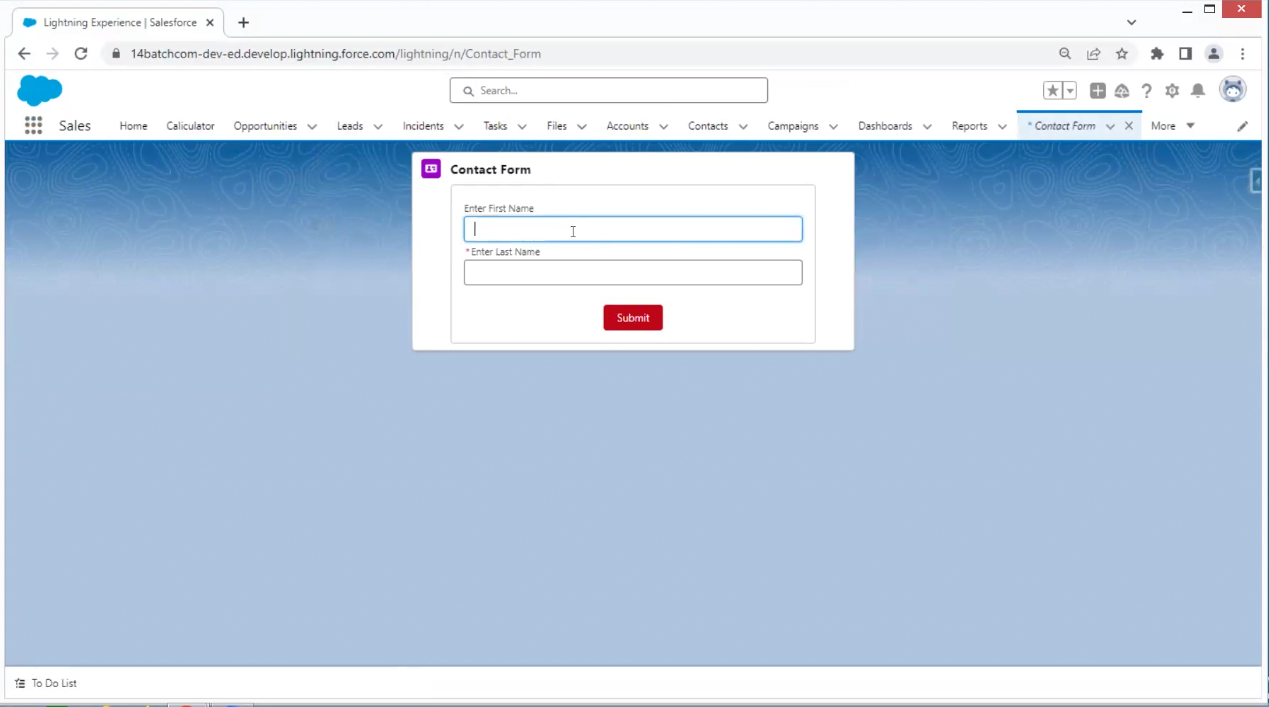 Lightning Experience | Salesforce
14batchcom-dev-ed.develop.lightning.force.com/lightning/n/Contact_Form
Search...
Sales Home Calculator Opportunities Leads Incidents Tasks Files Accounts Contacts Campaigns Dashboards Reports * Contact Form More
Contact Form
Enter First Name
*Enter Last Name
Submit
To Do List